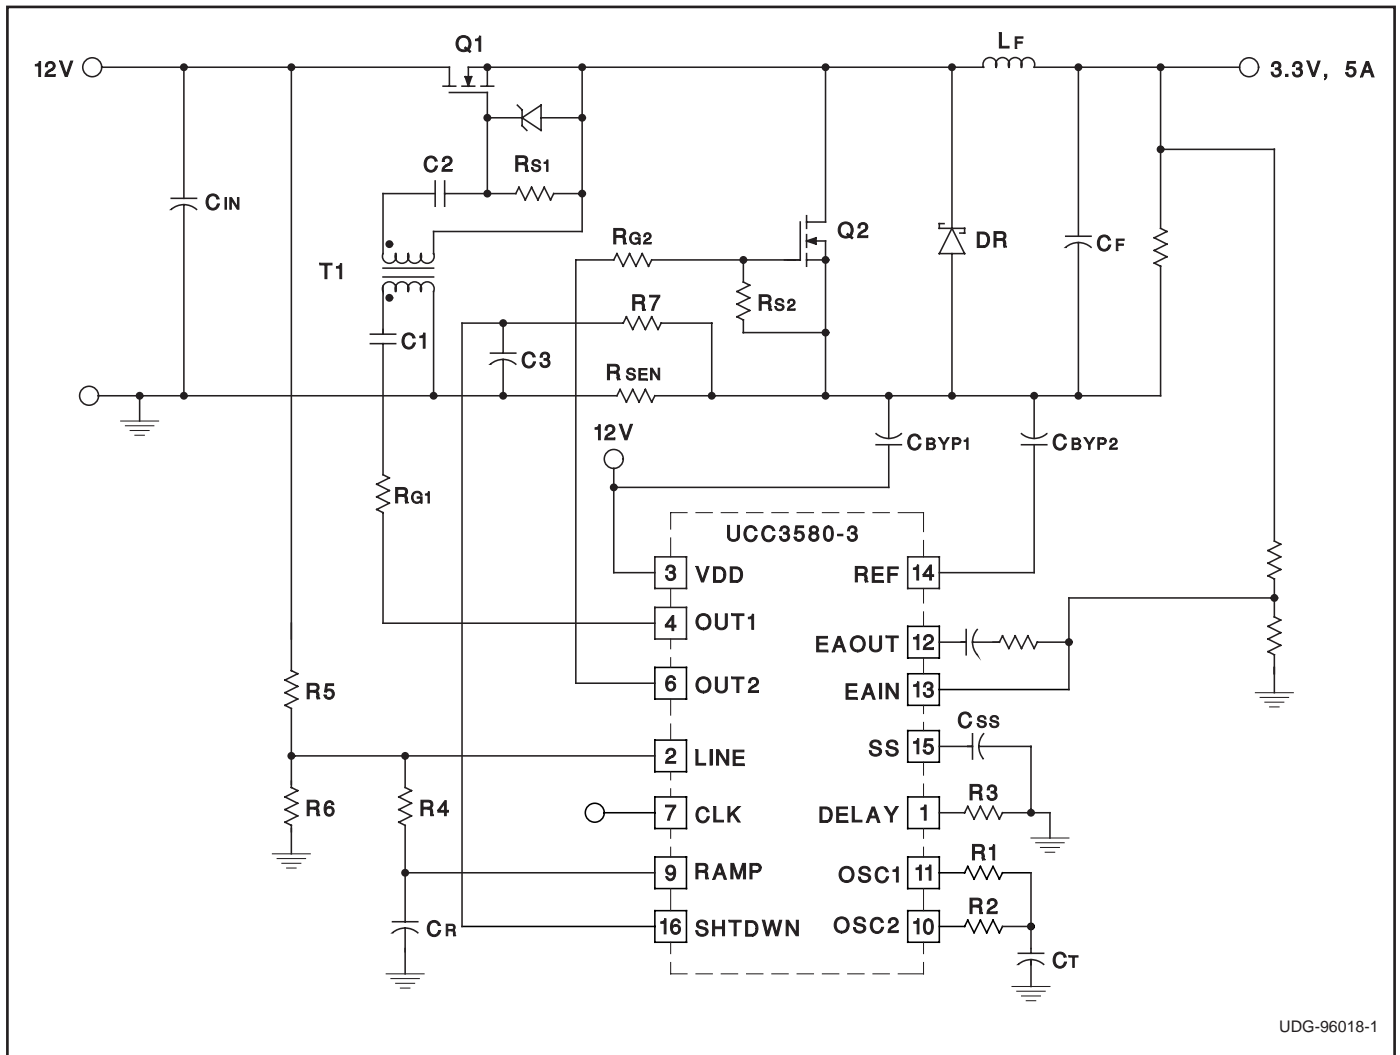 Q1
LF
12V
3.3V, 5A
C2
RS1
CIN
RG2
Q2
DR
CF
T1
R7
RS2
C1
C3
RSEN
12V
CBYP1
CBYP2
RG1
UCC3580-3
3 VDD
REF 14
4 OUT1
EAOUT 12
6 OUT2
EAIN 13
R5
CSS
2 LINE
SS 15
R6
R4
R3
7 CLK
DELAY 1
R1
9 RAMP
OSC1 11
R2
CR
16 SHTDWN
OSC2 10
CT
UDG-96018-1